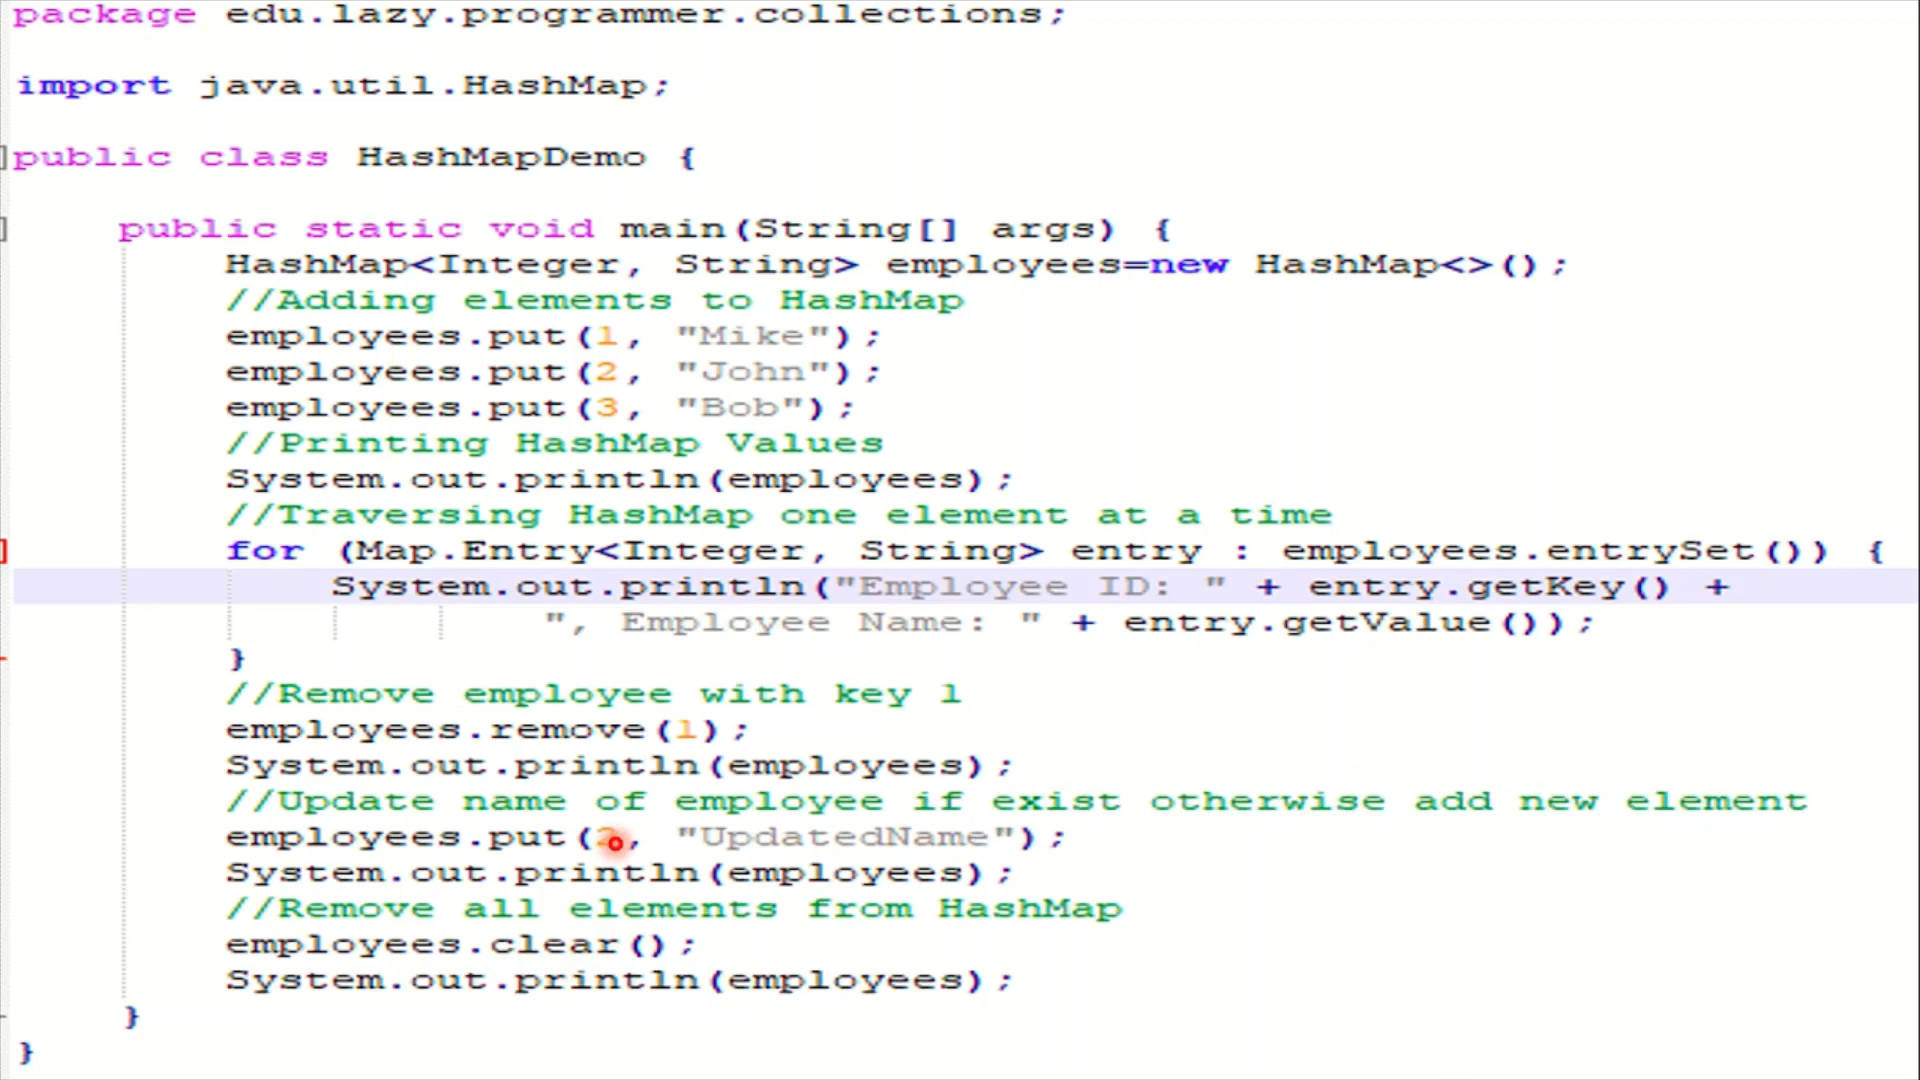 package edu.lazy.programmer.collections;
import java.util.HashMap;
public class HashMapDemo {
public static void main(String[] args) {
HashMap<Integer, String> employees=new HashMap<>();
//Adding elements to HashMap
employees.put(1, "Mike");
employees.put(2, "John");
employees.put(3, "Bob");
//Printing HashMap Values
System.out.println(employees);
//Traversing HashMap one element at a time
for (Map.Entry<Integer, String> entry : employees.entrySet()) {
System.out.println("Employee ID: " + entry.getKey() +
", Employee Name: " + entry.getValue());
}
//Remove employee with key 1
employees.remove(1);
System.out.println(employees);
//Update name of employee if exist otherwise add new element
employees.put(2, "UpdatedName");
System.out.println(employees);
//Remove all elements from HashMap
employees.clear();
System.out.println(employees);
}
}